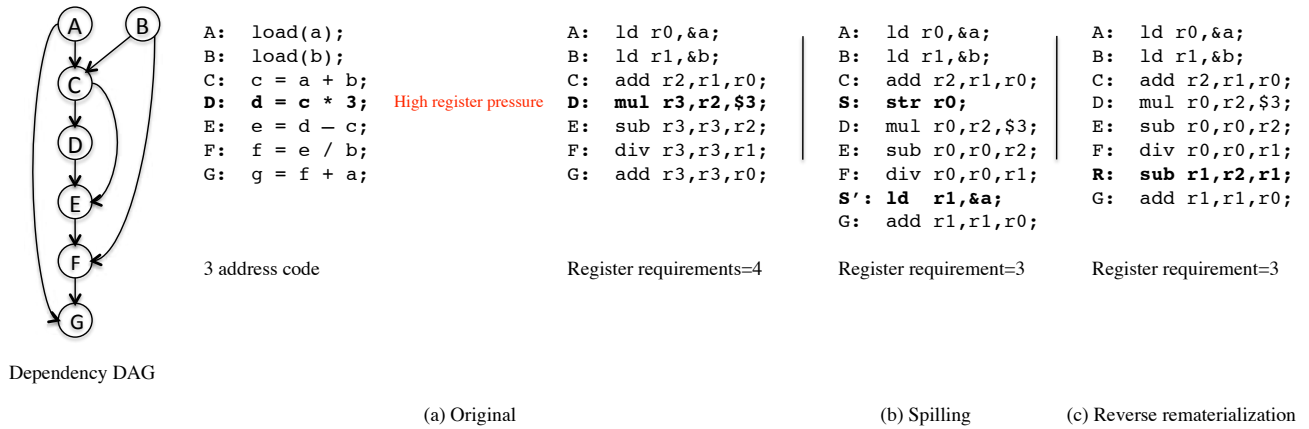 A
B
C
D
E
F
G
Dependency DAG
A: load(a);
B: load(b);
C: c = a + b;
D: d = c * 3;
E: e = d – c;
F: f = e / b;
G: g = f + a;
3 address code
High register pressure
A: ld r0,&a;
B: ld r1,&b;
C: add r2,r1,r0;
D: mul r3,r2,$3;
E: sub r3,r3,r2;
F: div r3,r3,r1;
G: add r3,r3,r0;
Register requirements=4
(a) Original
A: ld r0,&a;
B: ld r1,&b;
C: add r2,r1,r0;
S: str r0;
D: mul r0,r2,$3;
E: sub r0,r0,r2;
F: div r0,r0,r1;
S’: ld r1,&a;
G: add r1,r1,r0;
Register requirement=3
(b) Spilling
A: ld r0,&a;
B: ld r1,&b;
C: add r2,r1,r0;
D: mul r0,r2,$3;
E: sub r0,r0,r2;
F: div r0,r0,r1;
R: sub r1,r2,r1;
G: add r1,r1,r0;
Register requirement=3
(c) Reverse rematerialization